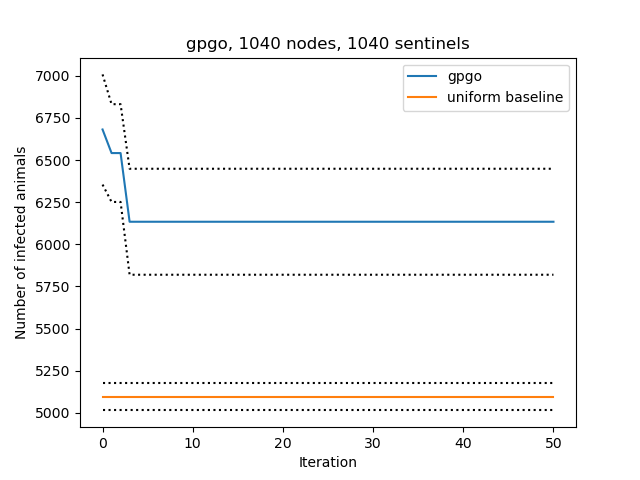 gpgo, 1040 nodes, 1040 sentinels
gpgo
uniform baseline
Number of infected animals
7000
6750
6500
6250
6000
5750
5500
5250
5000
0 10 20 30 40 50
Iteration